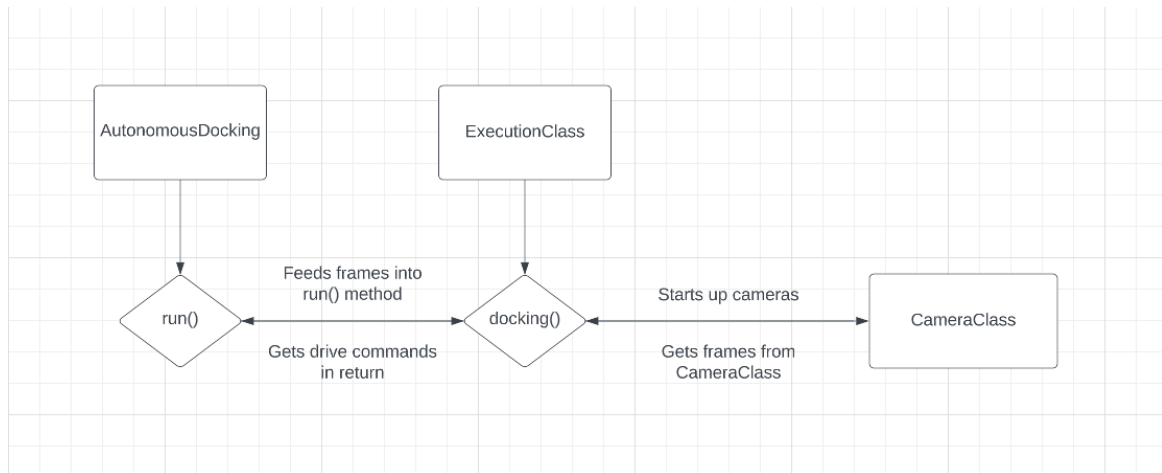 AutonomousDocking
ExecutionClass
Feeds frames into
run() method
Starts up cameras
run()
docking()
CameraClass
Gets drive commands
in return
Gets frames from
CameraClass